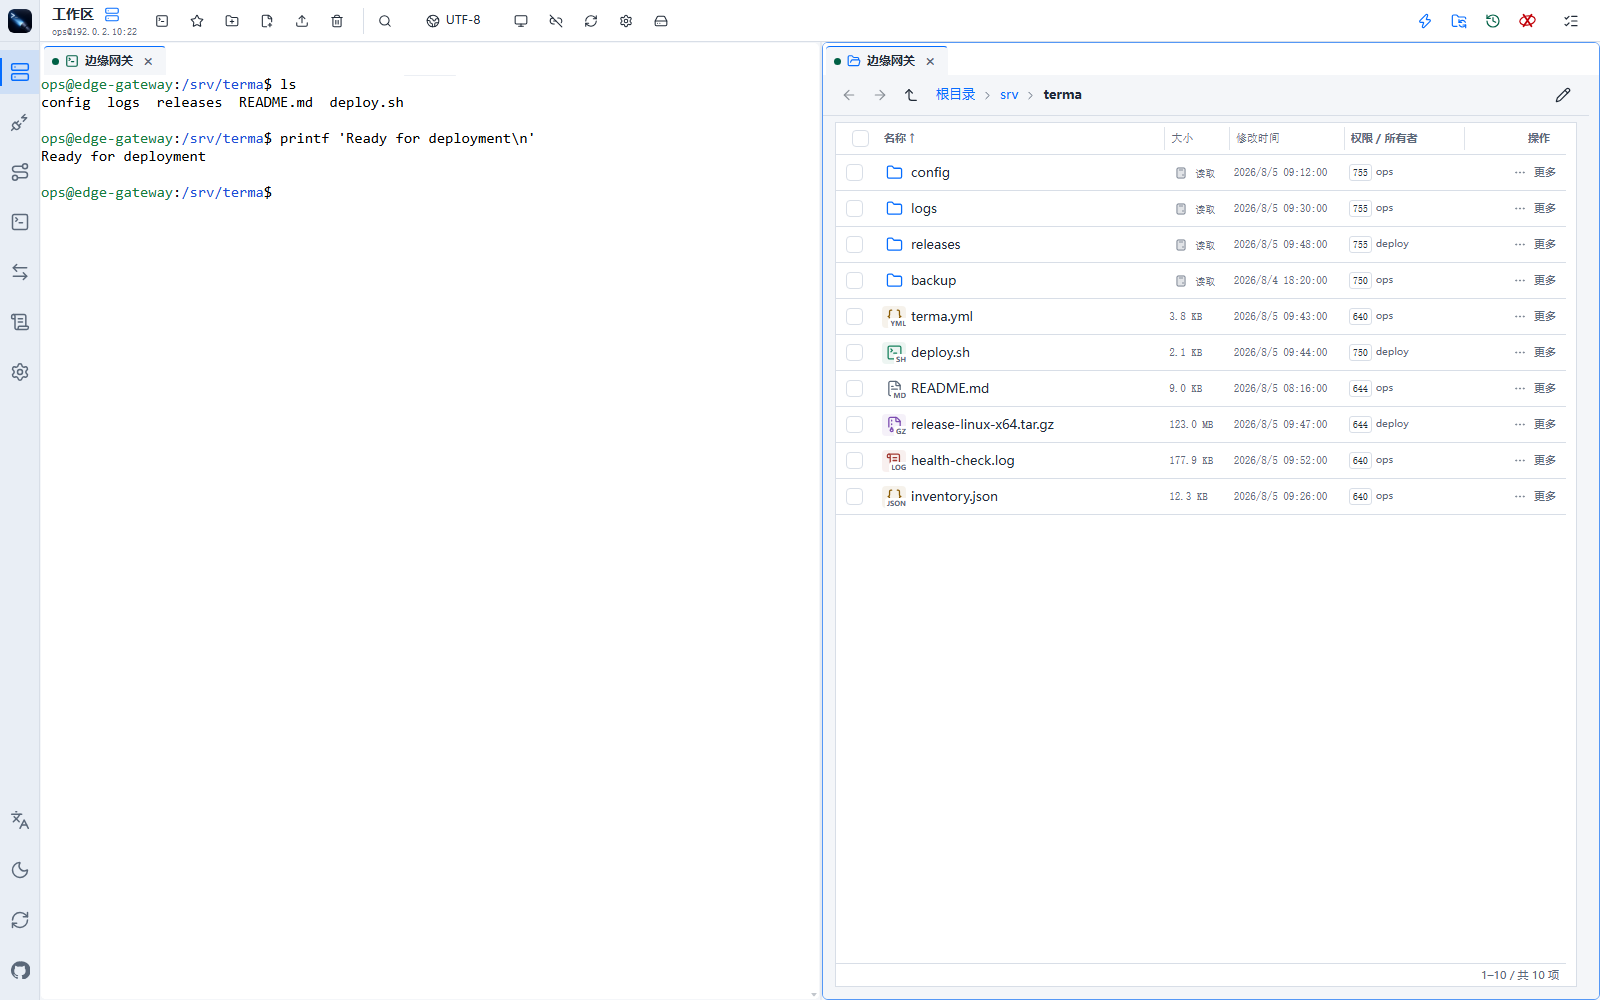 工作区
ops@192.0.2.10:22
UTF-8
边缘网关
ops@edge-gateway:/srv/terma$ ls
config  logs  releases  README.md  deploy.sh
ops@edge-gateway:/srv/terma$ printf 'Ready for deployment\n'
Ready for deployment
ops@edge-gateway:/srv/terma$
边缘网关
根目录 > srv > terma
名称↑ 大小 修改时间 权限 / 所有者 操作
config 读取 2026/8/5 09:12:00 755 ops ··· 更多
logs 读取 2026/8/5 09:30:00 755 ops ··· 更多
releases 读取 2026/8/5 09:48:00 755 deploy ··· 更多
backup 读取 2026/8/4 18:20:00 750 ops ··· 更多
YML terma.yml 3.8 KB 2026/8/5 09:43:00 640 ops ··· 更多
SH deploy.sh 2.1 KB 2026/8/5 09:44:00 750 deploy ··· 更多
MD README.md 9.0 KB 2026/8/5 08:16:00 644 ops ··· 更多
GZ release-linux-x64.tar.gz 123.0 MB 2026/8/5 09:47:00 644 deploy ··· 更多
LOG health-check.log 177.9 KB 2026/8/5 09:52:00 640 ops ··· 更多
JSON inventory.json 12.3 KB 2026/8/5 09:26:00 640 ops ··· 更多
1–10 / 共 10 项